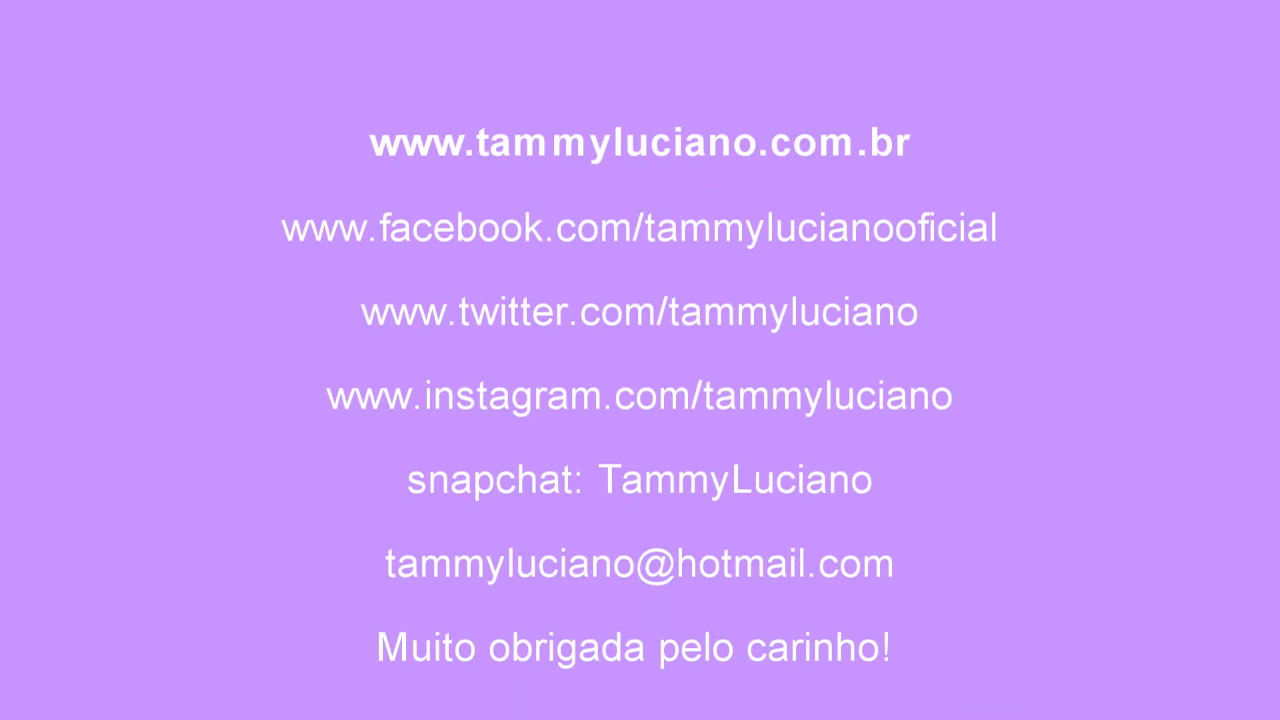 www.tammyluciano.com.br
www.facebook.com/tammylucianooficial
www.twitter.com/tammyluciano
www.instagram.com/tammyluciano
snapchat: TammyLuciano
tammyluciano@hotmail.com
Muito obrigada pelo carinho!